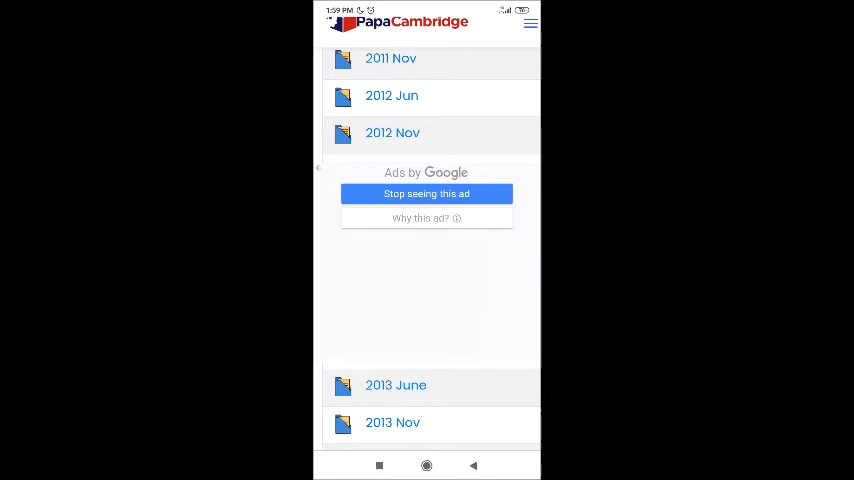 1:59 PM
PapaCambridge
2011 Nov
2012 Jun
2012 Nov
Ads by Google
Stop seeing this ad
Why this ad?
2013 June
2013 Nov